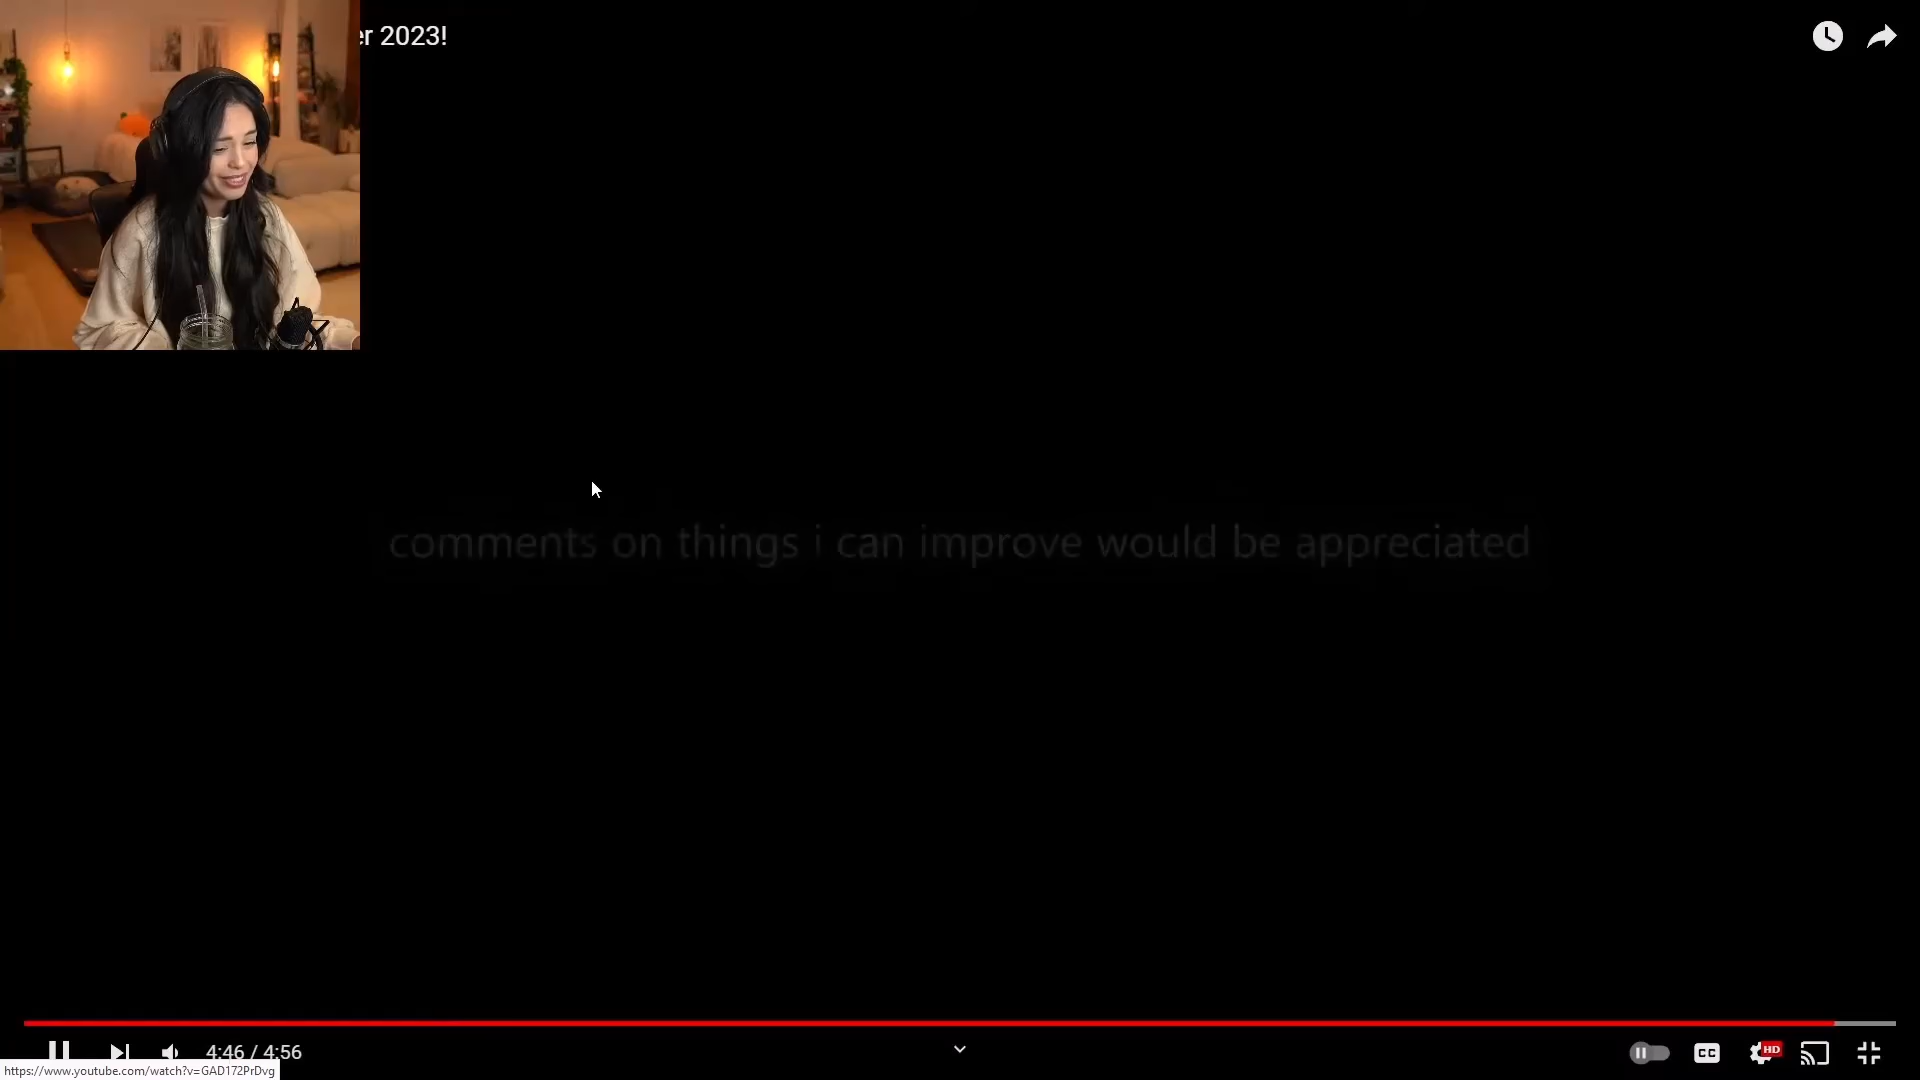 er 2023!
comments on things i can improve would be appreciated
4:46 / 4:56
CC
HD
https://www.youtube.com/watch?v=GAD172PrDvg